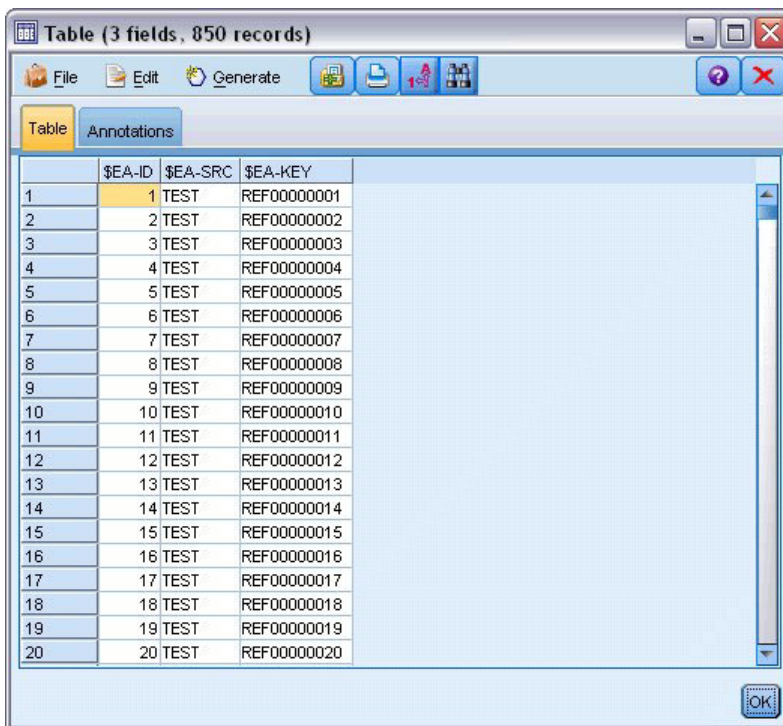 Table (3 fields, 850 records)
File Edit Generate
Table Annotations
$EA-ID $EA-SRC $EA-KEY
1 1 TEST REF00000001
2 2 TEST REF00000002
3 3 TEST REF00000003
4 4 TEST REF00000004
5 5 TEST REF00000005
6 6 TEST REF00000006
7 7 TEST REF00000007
8 8 TEST REF00000008
9 9 TEST REF00000009
10 10 TEST REF00000010
11 11 TEST REF00000011
12 12 TEST REF00000012
13 13 TEST REF00000013
14 14 TEST REF00000014
15 15 TEST REF00000015
16 16 TEST REF00000016
17 17 TEST REF00000017
18 18 TEST REF00000018
19 19 TEST REF00000019
20 20 TEST REF00000020
OK